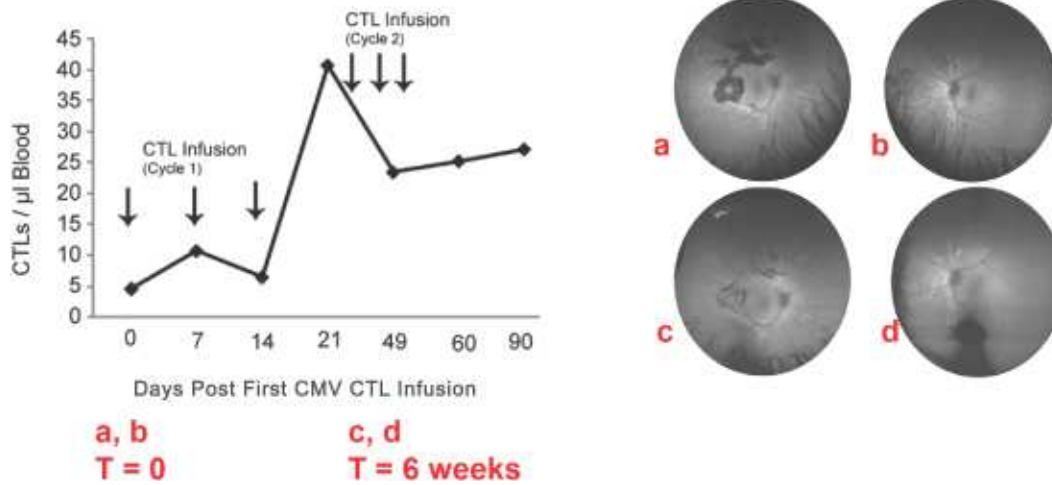 CTL Infusion
(Cycle 2)
CTL Infusion
(Cycle 1)
45
40
35
30
25
20
15
10
5
0
CTLs / µl Blood
0 7 14 21 49 60 90
Days Post First CMV CTL Infusion
a, b
T = 0
c, d
T = 6 weeks
a
b
c
d